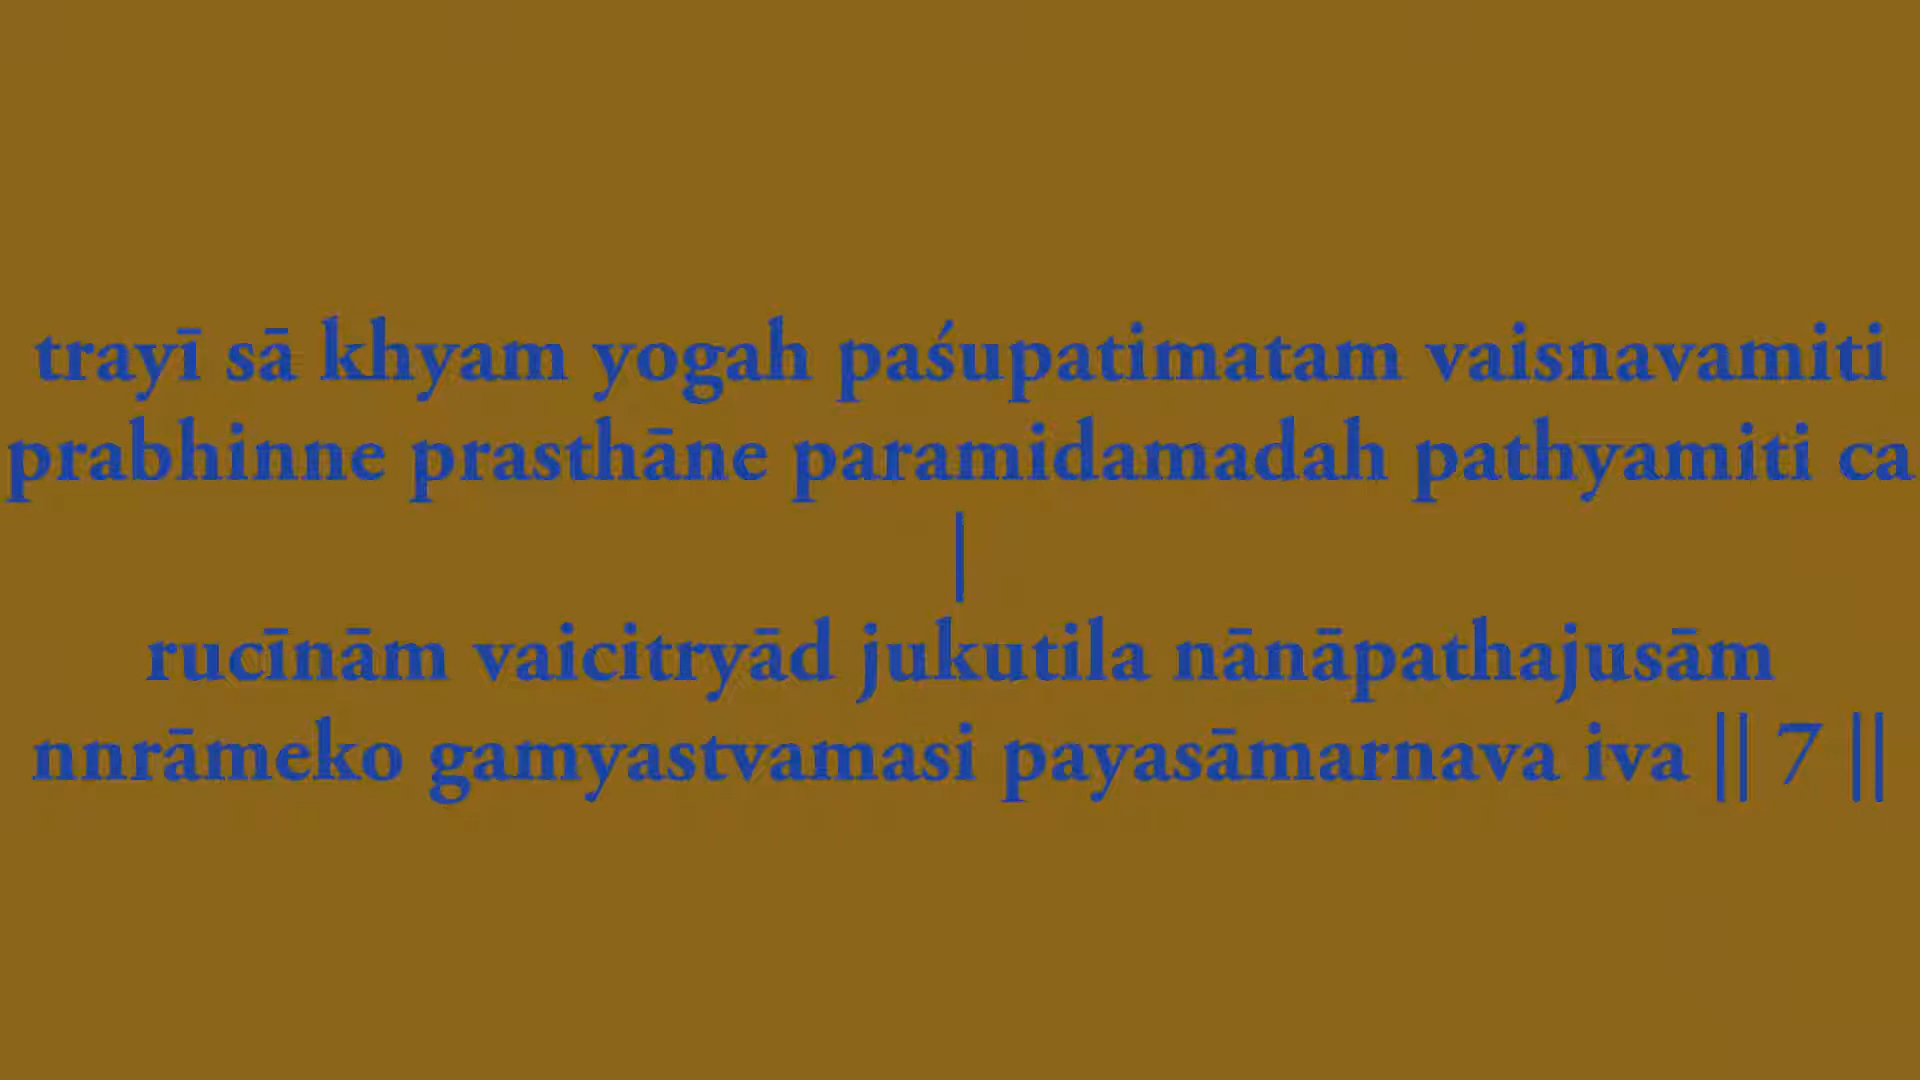 trayī sā khyam yogah paśupatimatam vaisnavamiti
prabhinne prasthāne paramidamadah pathyamiti ca
|
rucīnām vaicitryād jukutila nānāpathajusām
nnrāmeko gamyastvamasi payasāmarnava iva || 7 ||